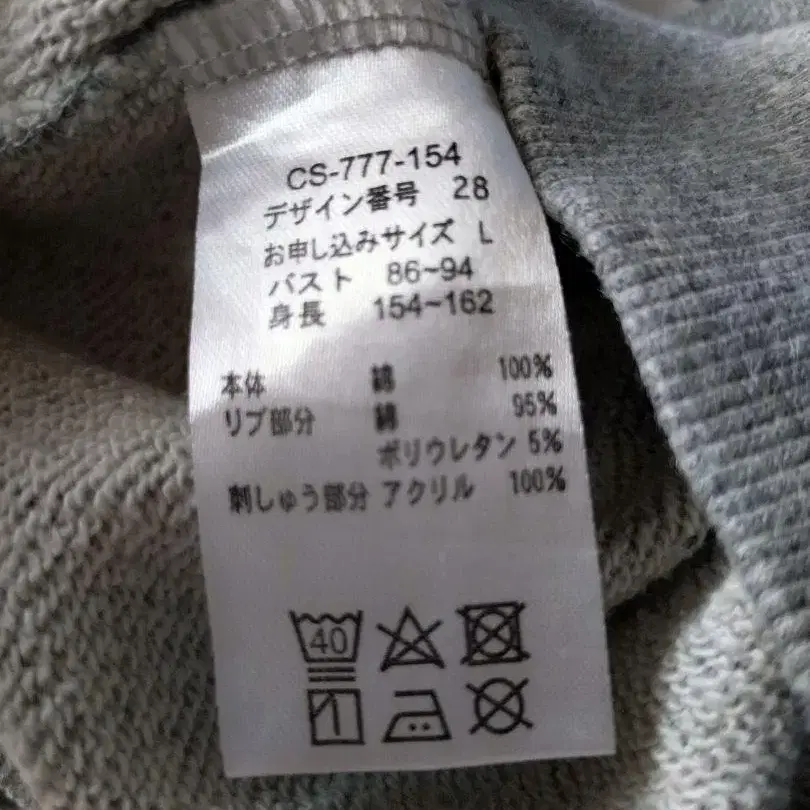 CS-777-154
デザイン番号 28
お申し込みサイズ L
バスト 86~94
身長 154~162
本体 綿 100%
リブ部分 綿 95%
ポリウレタン 5%
刺しゅう部分 アクリル 100%
40